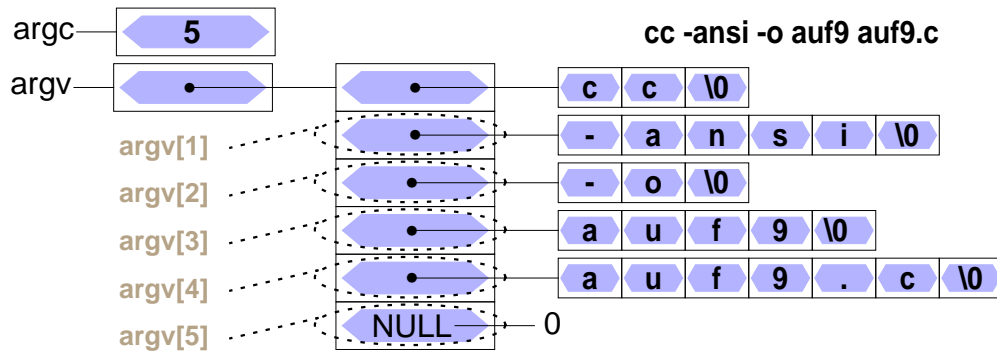 argc 5 cc -ansi -o auf9 auf9.c
argv c c \0
argv[1] - a n s i \0
argv[2] - o \0
argv[3] a u f 9 \0
argv[4] a u f 9 . c \0
argv[5] NULL 0